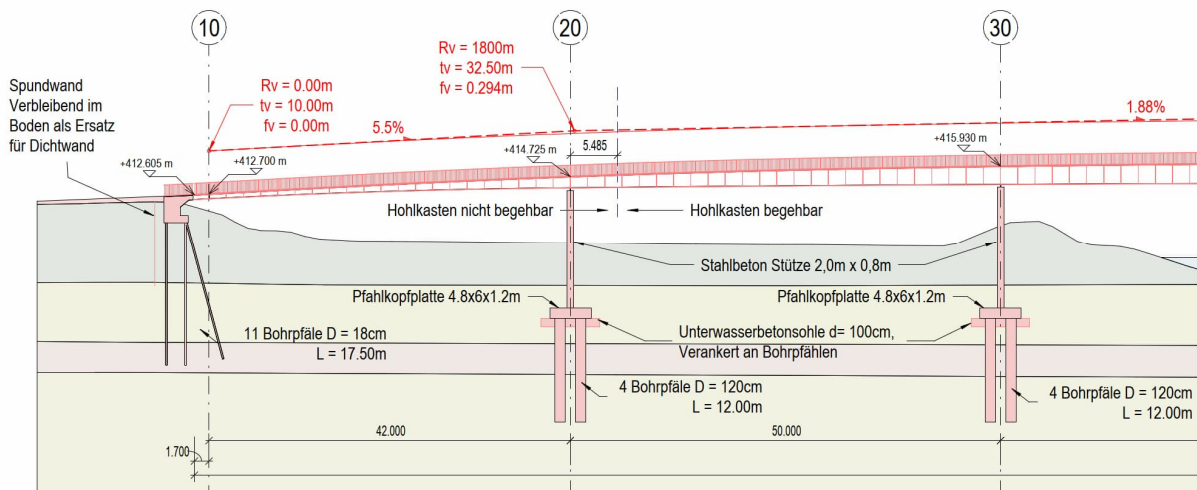 10
20
30
Spundwand
Verbleibend im
Boden als Ersatz
für Dichtwand
Rv = 0.00m
tv = 10.00m
fv = 0.00m
5.5%
Rv = 1800m
tv = 32.50m
fv = 0.294m
1.88%
+412.605 m
+412.700 m
+414.725 m
5.485
+415.930 m
Hohlkasten nicht begehbar
Hohlkasten begehbar
Stahlbeton Stütze 2,0m x 0,8m
Pfahlkopfplatte 4.8x6x1.2m
Pfahlkopfplatte 4.8x6x1.2m
11 Bohrpfäle D = 18cm
L = 17.50m
Unterwasserbetonsohle d= 100cm,
Verankert an Bohrpfählen
4 Bohrpfäle D = 120cm
L = 12.00m
4 Bohrpfäle D = 120cm
L = 12.00m
42.000
50.000
1.700